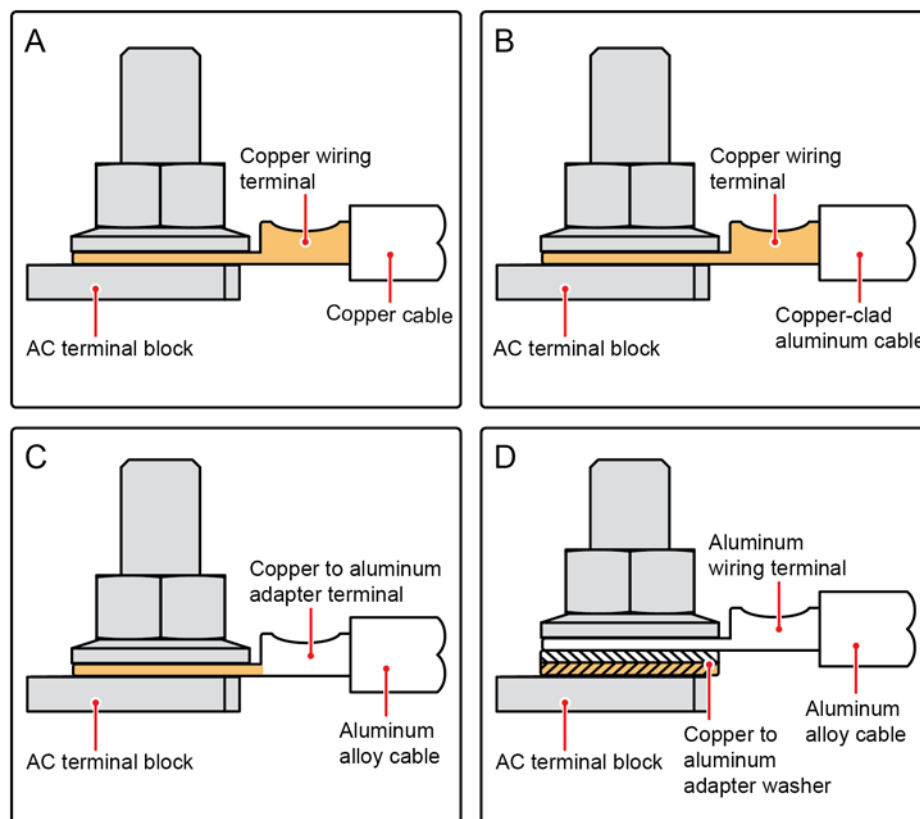 A
Copper wiring
terminal
Copper cable
AC terminal block
B
Copper wiring
terminal
Copper-clad
aluminum cable
AC terminal block
C
Copper to aluminum
adapter terminal
Aluminum
alloy cable
AC terminal block
D
Aluminum
wiring terminal
Aluminum
alloy cable
Copper to
aluminum
adapter washer
AC terminal block